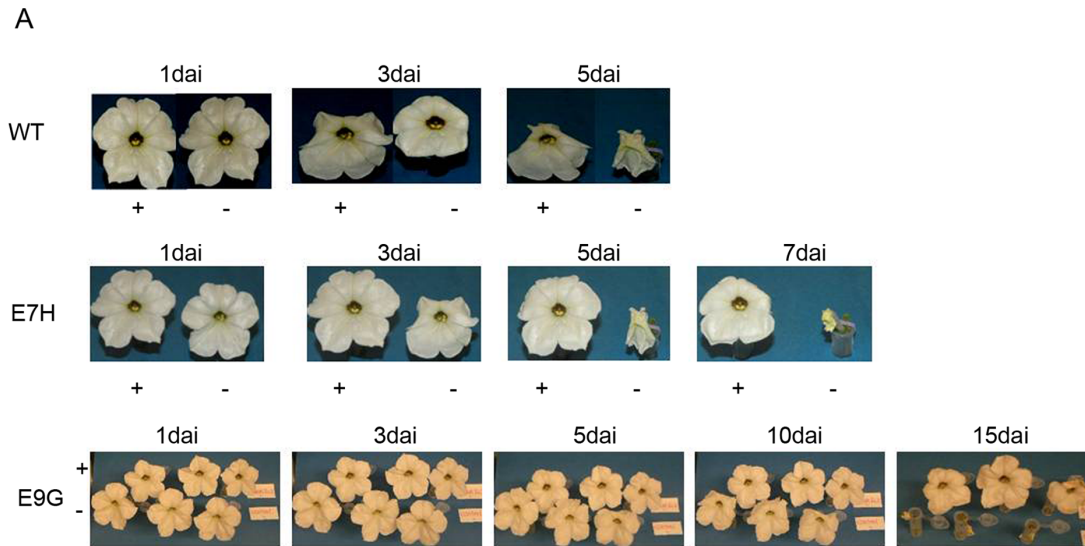 A
1dai 3dai 5dai
WT
+ - + - + -
1dai 3dai 5dai 7dai
E7H
+ - + - + - + -
1dai 3dai 5dai 10dai 15dai
+
E9G
-